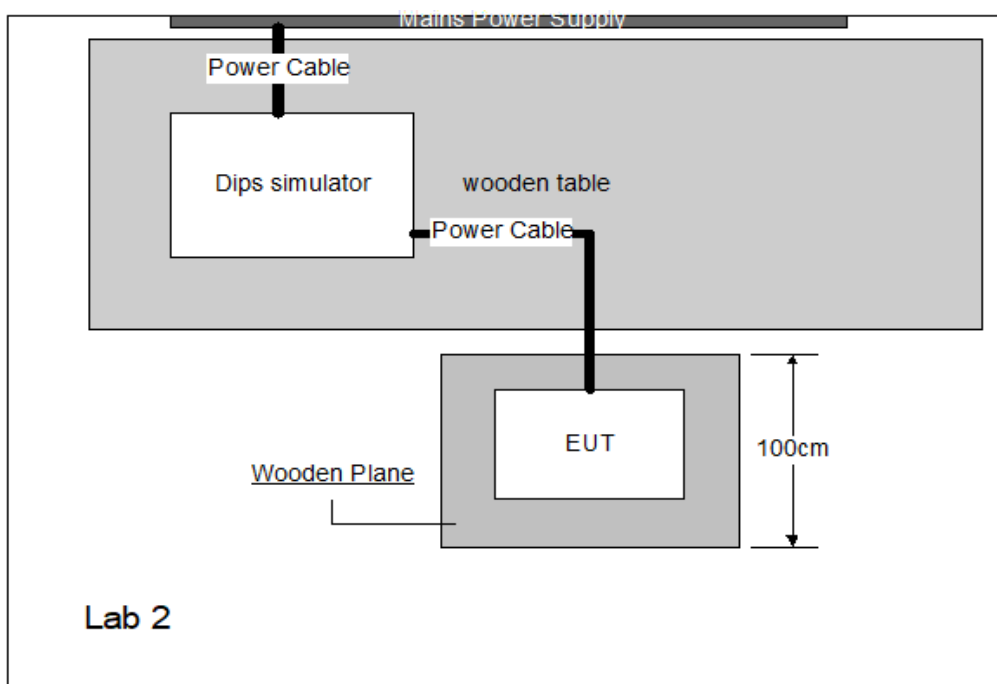 Mains Power Supply
Power Cable
Dips simulator
wooden table
Power Cable
EUT
100cm
Wooden Plane
Lab 2